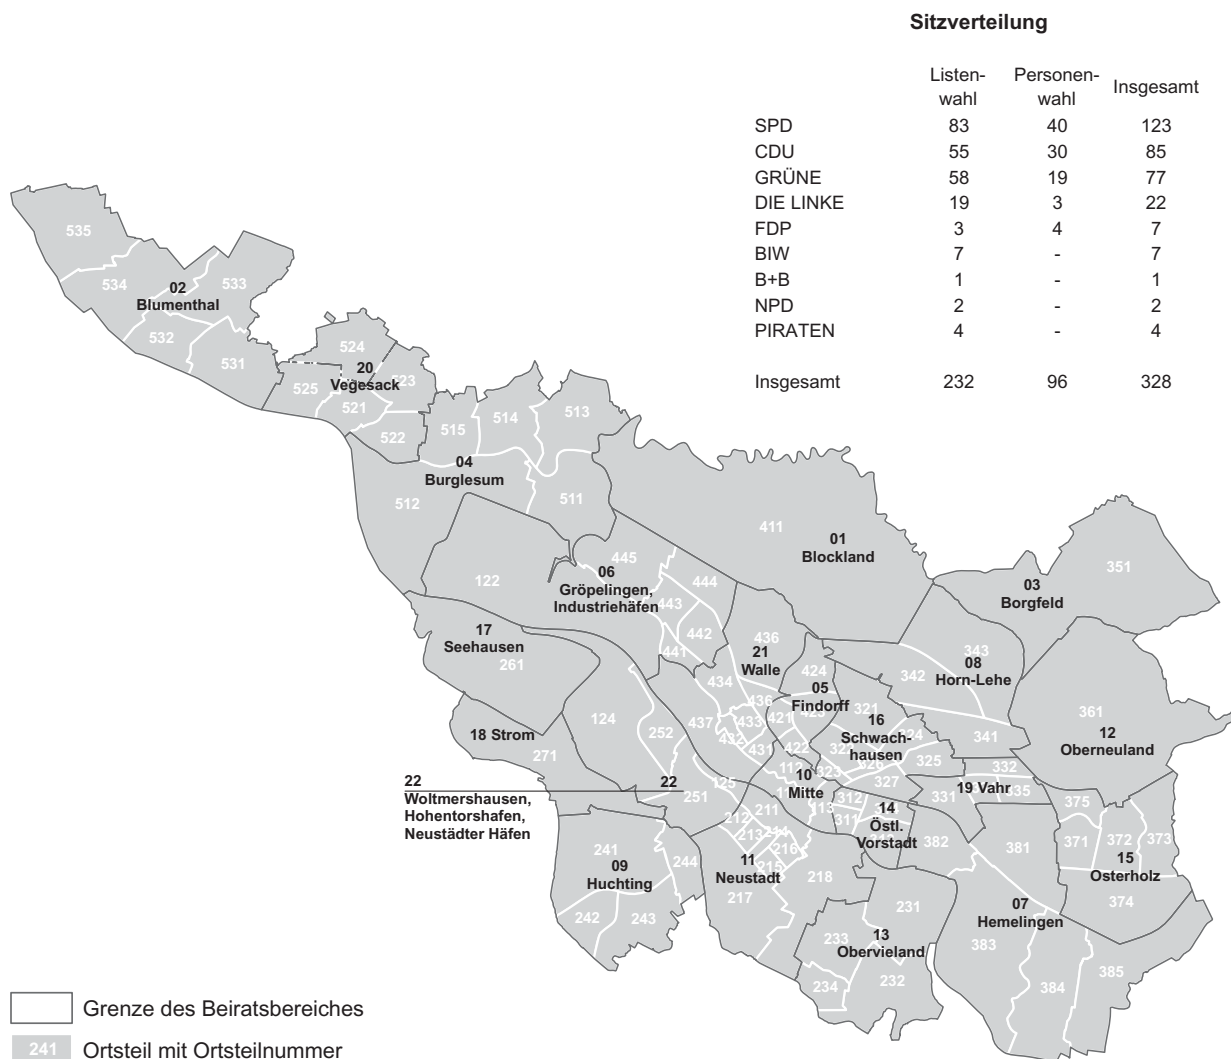 Sitzverteilung
Listen-
wahl
Personen-
wahl
Insgesamt
SPD 83 40 123
CDU 55 30 85
GRÜNE 58 19 77
DIE LINKE 19 3 22
FDP 3 4 7
BIW 7 - 7
B+B 1 - 1
NPD 2 - 2
PIRATEN 4 - 4
Insgesamt 232 96 328
535
534
533
02
Blumenthal
532
531
524
20
Vegesack
523
525
521
522
515
514
513
04
Burglesum
512
511
411
01
Blockland
351
03
Borgfeld
445
06
Gröpelingen,
Industriehäfen
122
444
443
442
441
17
Seehausen
261
436
21
Walle
424
05
Findorff
343
08
Horn-Lehe
342
341
361
12
Oberneuland
434
436
433
432
431
437
421
422
321
16
Schwach-
hausen
325
327
323
124
252
18 Strom
271
22
22
Woltmershausen,
Hohentorshafen,
Neustädter Häfen
251
125
112
10
Mitte
113
312
311
14
Östl.
Vorstadt
332
19 Vahr
331
335
375
371
372
373
15
Osterholz
374
382
381
07
Hemelingen
383
384
385
211
212
213
214
215
216
11
Neustadt
217
218
241
09
Huchting
244
242
243
231
233
13
Obervieland
234
232
Grenze des Beiratsbereiches
241 Ortsteil mit Ortsteilnummer